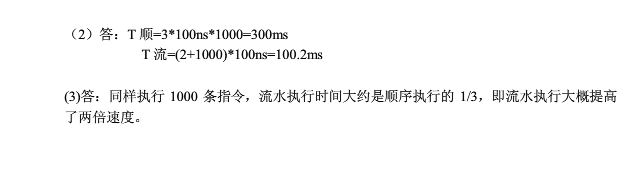 （2）答：T 顺=3*100ns*1000=300ms
T 流=(2+1000)*100ns=100.2ms
(3)答：同样执行 1000 条指令，流水执行时间大约是顺序执行的 1/3，即流水执行大概提高
了两倍速度。